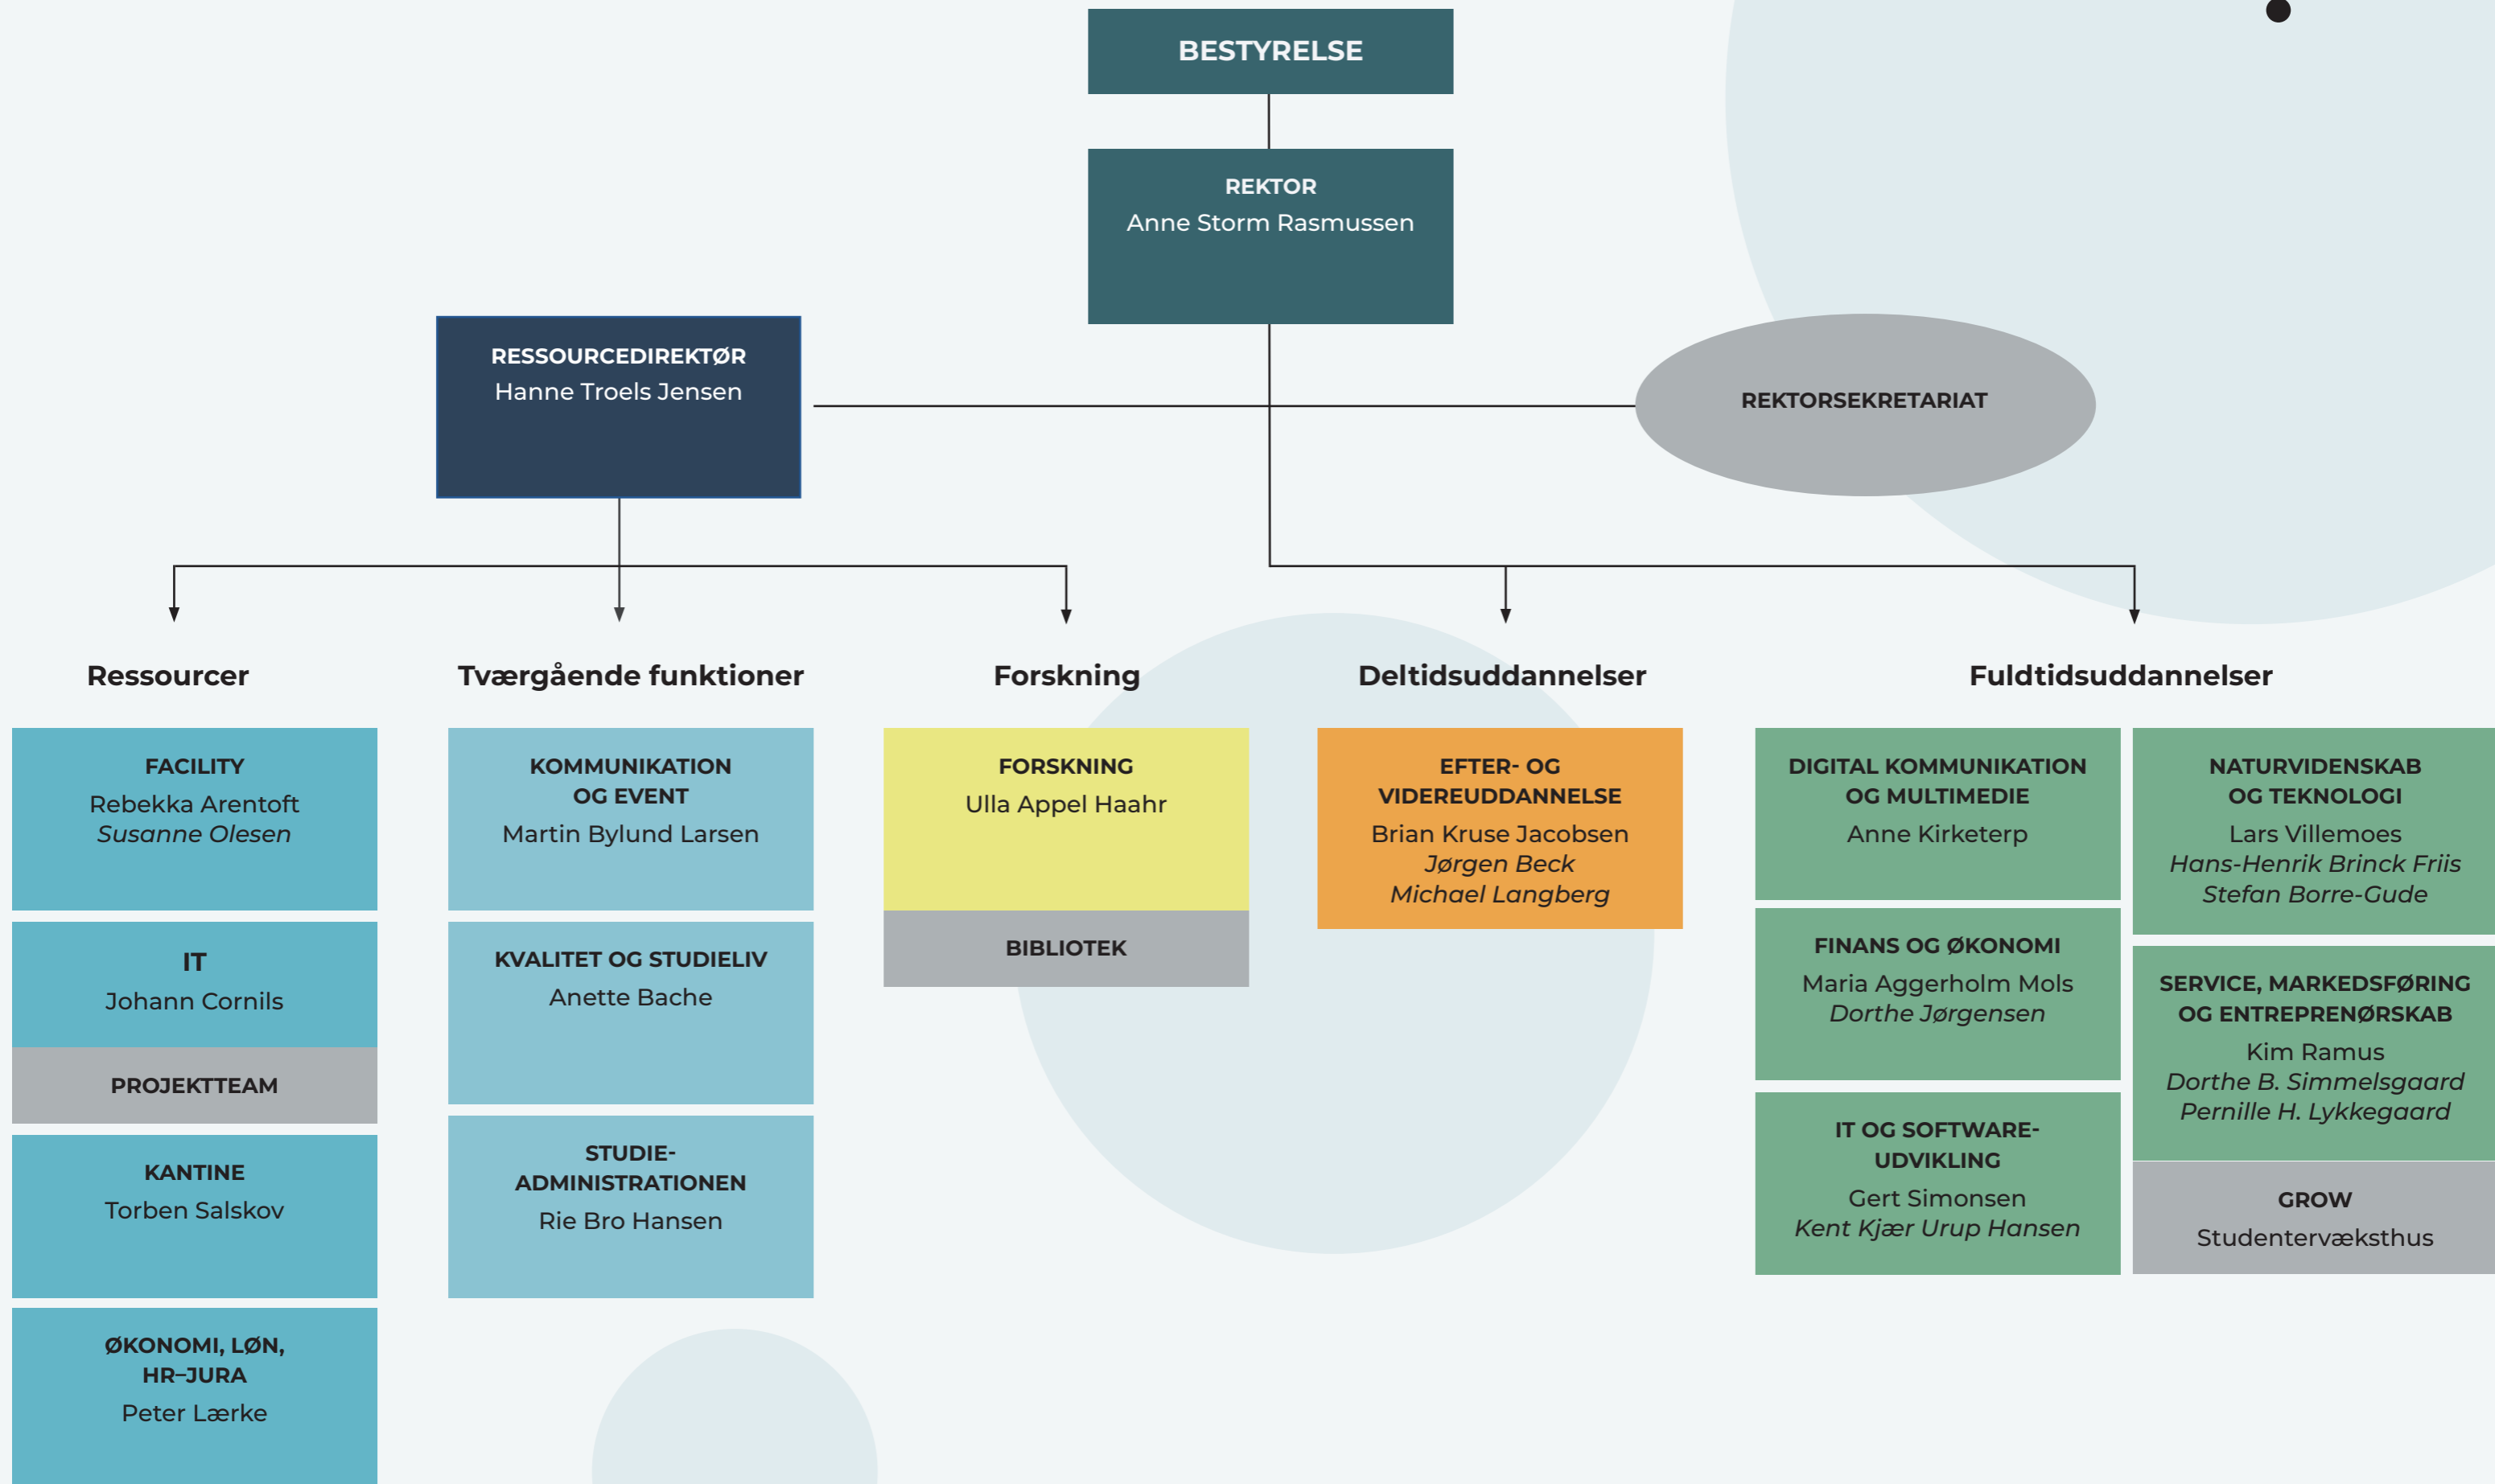 BESTYRELSE
REKTOR
Anne Storm Rasmussen
RESSOURCEDIREKTØR
Hanne Troels Jensen
REKTORSEKRETARIAT
Ressourcer
FACILITY
Rebekka Arentoft
Susanne Olesen
IT
Johann Cornils
PROJEKTTEAM
KANTINE
Torben Salskov
ØKONOMI, LØN,
HR–JURA
Peter Lærke
Tværgående funktioner
KOMMUNIKATION
OG EVENT
Martin Bylund Larsen
KVALITET OG STUDIELIV
Anette Bache
STUDIE-
ADMINISTRATIONEN
Rie Bro Hansen
Forskning
FORSKNING
Ulla Appel Haahr
BIBLIOTEK
Deltidsuddannelser
EFTER- OG
VIDEREUDDANNELSE
Brian Kruse Jacobsen
Jørgen Beck
Michael Langberg
Fuldtidsuddannelser
DIGITAL KOMMUNIKATION
OG MULTIMEDIE
Anne Kirketerp
FINANS OG ØKONOMI
Maria Aggerholm Mols
Dorthe Jørgensen
IT OG SOFTWARE-
UDVIKLING
Gert Simonsen
Kent Kjær Urup Hansen
NATURVIDENSKAB
OG TEKNOLOGI
Lars Villemoes
Hans-Henrik Brinck Friis
Stefan Borre-Gude
SERVICE, MARKEDSFØRING
OG ENTREPRENØRSKAB
Kim Ramus
Dorthe B. Simmelsgaard
Pernille H. Lykkegaard
GROW
Studentervæksthus